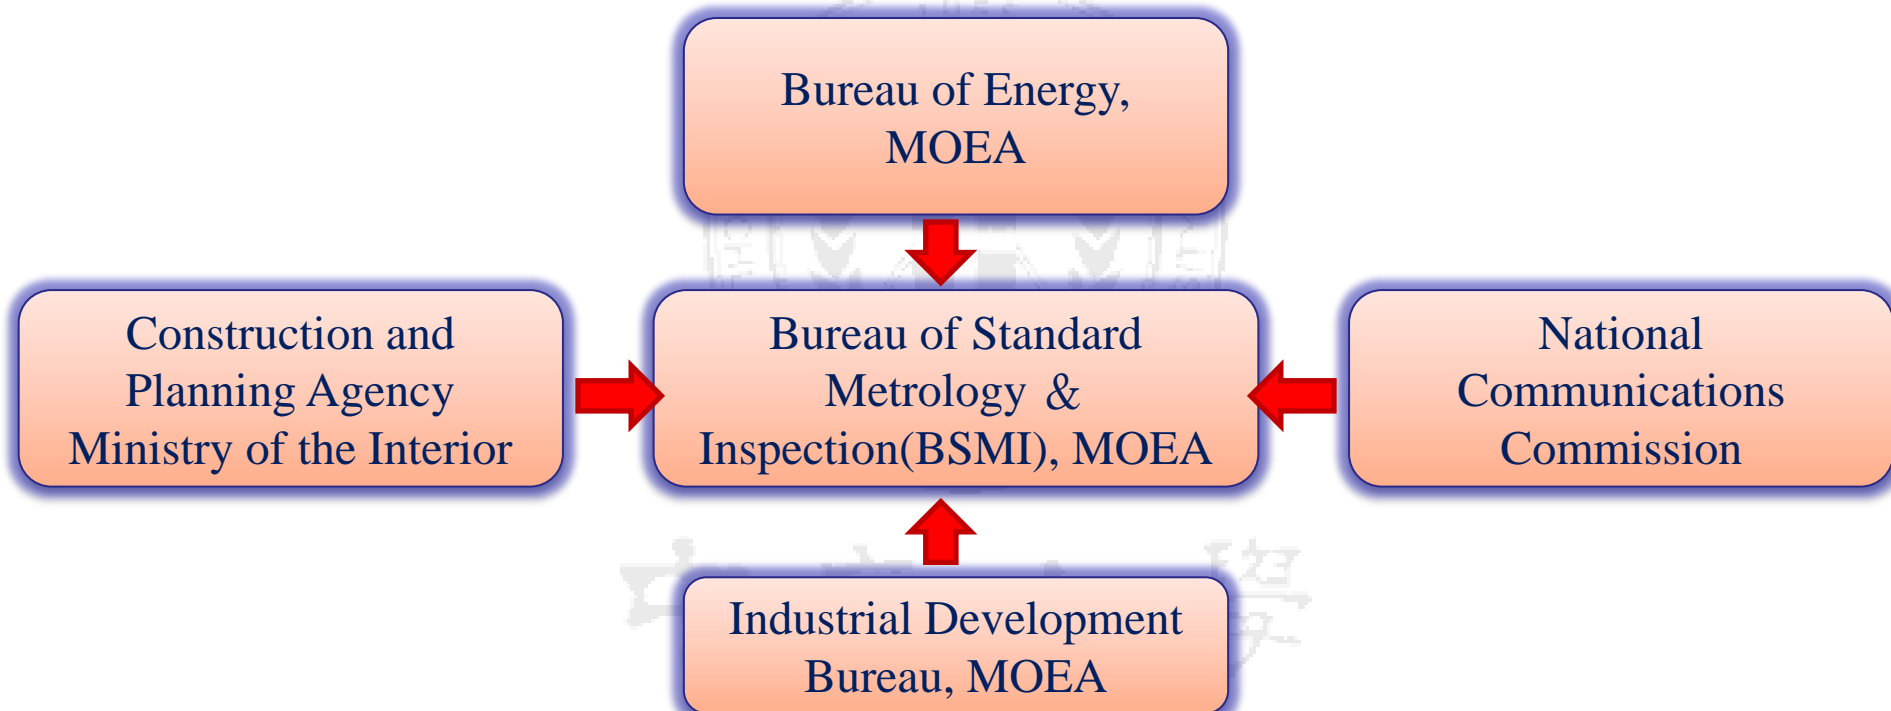 Bureau of Energy,
MOEA
Construction and
Planning Agency
Ministry of the Interior
Bureau of Standard
Metrology &
Inspection(BSMI), MOEA
National
Communications
Commission
Industrial Development
Bureau, MOEA